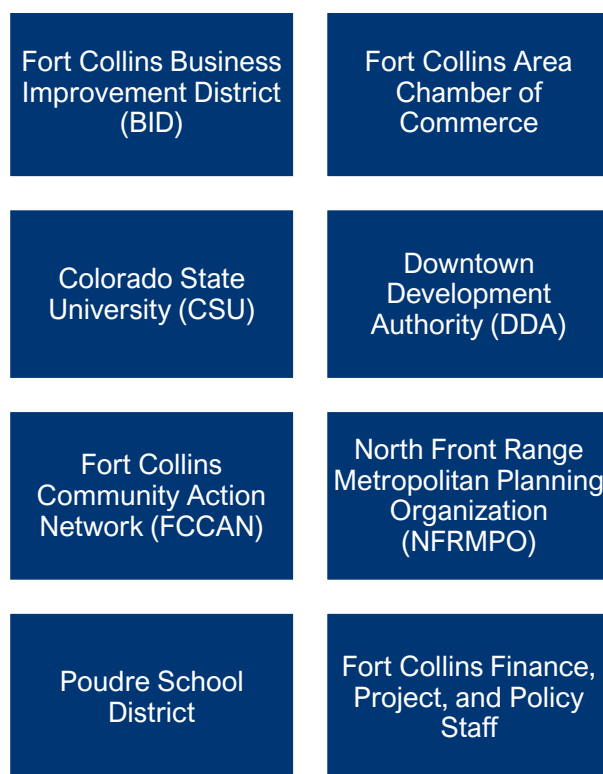 Fort Collins Business
Improvement District
(BID)
Fort Collins Area
Chamber of
Commerce
Colorado State
University (CSU)
Downtown
Development
Authority (DDA)
Fort Collins
Community Action
Network (FCCAN)
North Front Range
Metropolitan Planning
Organization
(NFRMPO)
Poudre School
District
Fort Collins Finance,
Project, and Policy
Staff